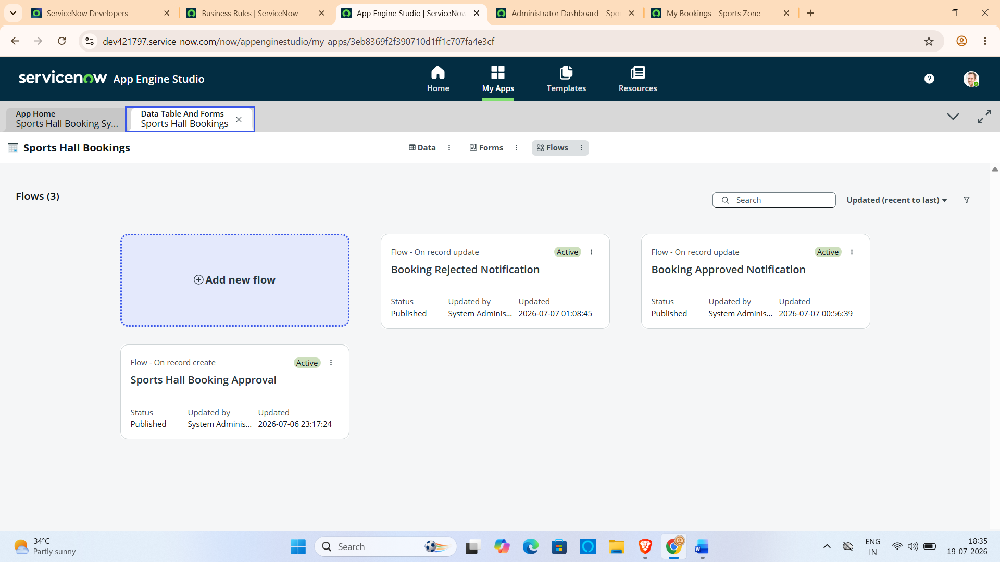 ServiceNow Developers
Business Rules | ServiceNow
App Engine Studio | ServiceNow
Administrator Dashboard - Spo
My Bookings - Sports Zone
dev421797.service-now.com/now/appenginestudio/my-apps/3eb8369f2f390710d1ff1c707fa4e3cf
servicenow App Engine Studio
Home
My Apps
Templates
Resources
App Home
Sports Hall Booking Sy...
Data Table And Forms
Sports Hall Bookings
Sports Hall Bookings
Data
Forms
Flows
Flows (3)
Search
Updated (recent to last)
Add new flow
Flow - On record update
Active
Booking Rejected Notification
Status
Updated by
Updated
Published
System Adminis...
2026-07-07 01:08:45
Flow - On record update
Active
Booking Approved Notification
Status
Updated by
Updated
Published
System Adminis...
2026-07-07 00:56:39
Flow - On record create
Active
Sports Hall Booking Approval
Status
Updated by
Updated
Published
System Adminis...
2026-07-06 23:17:24
34°C
Partly sunny
Search
ENG
IN
18:35
19-07-2026